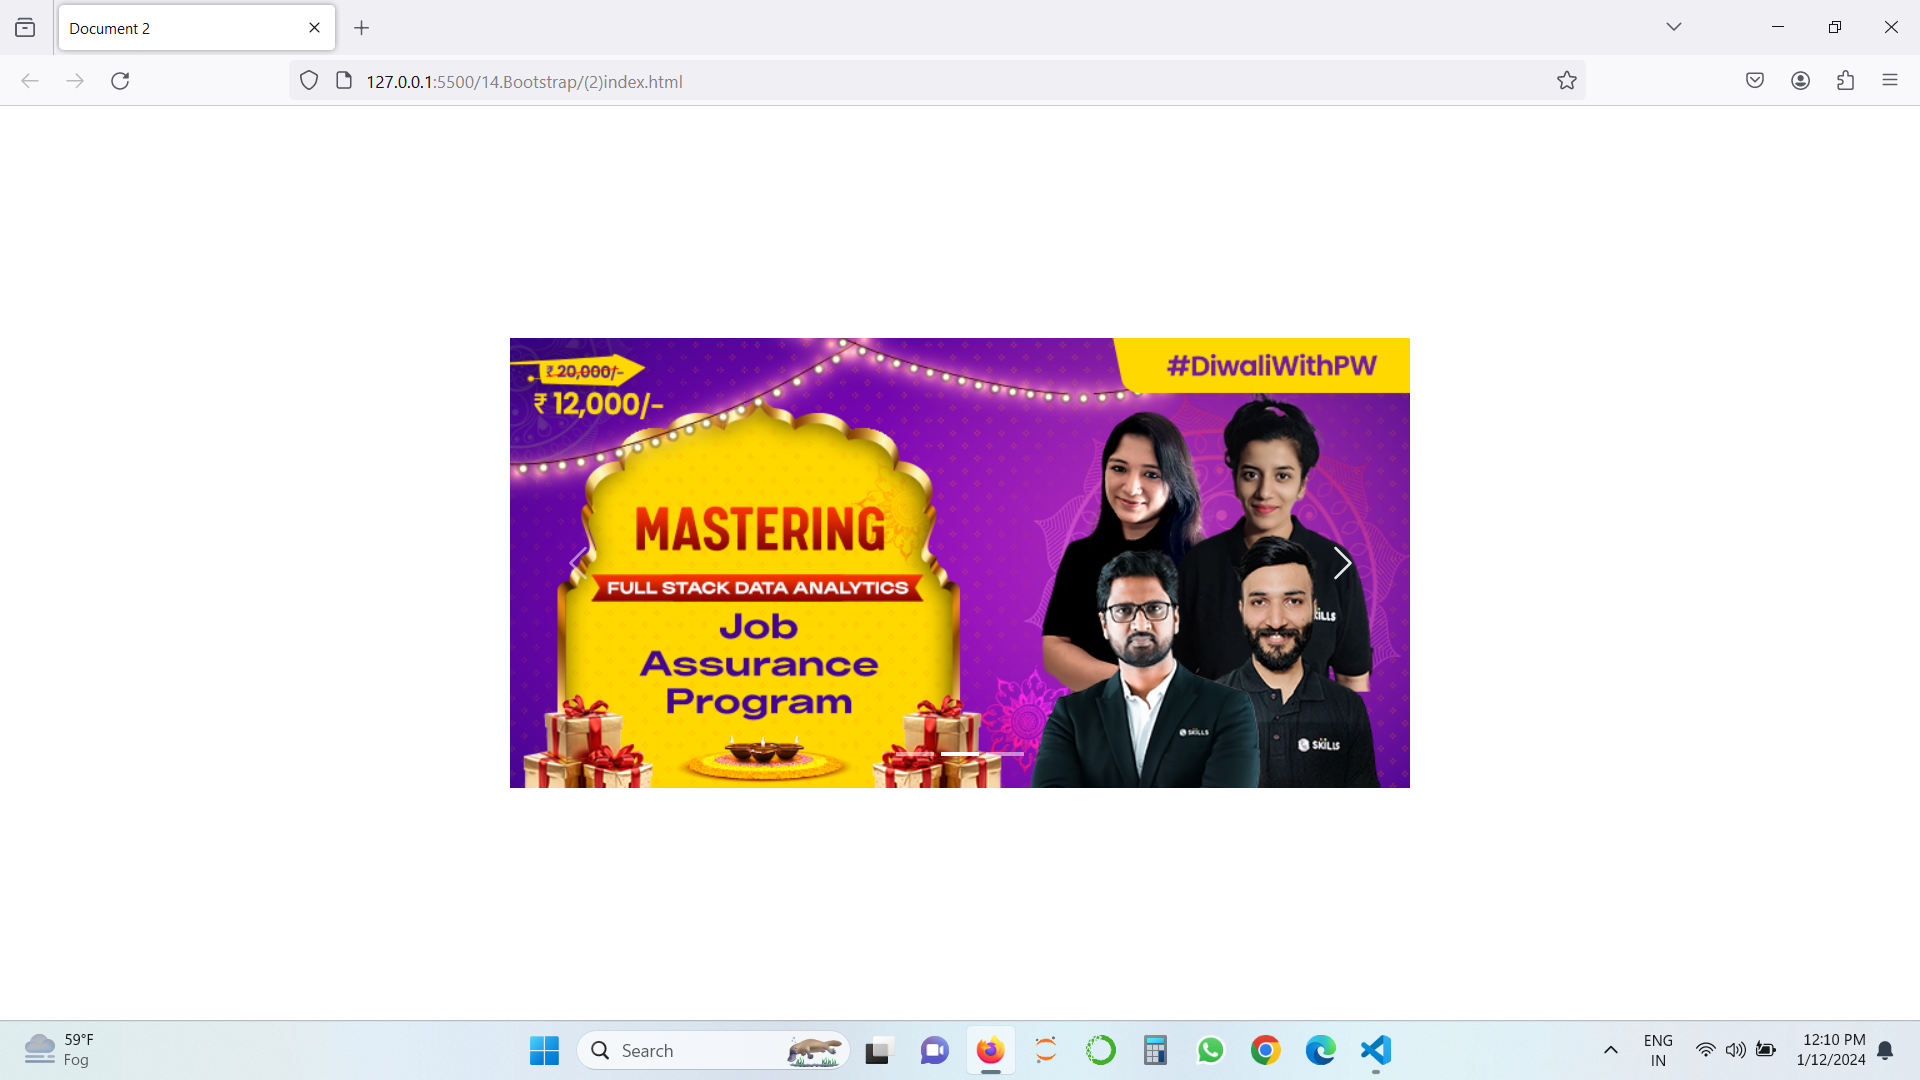 Document 2
127.0.0.1:5500/14.Bootstrap/(2)index.html
₹ 20,000/-
₹ 12,000/-
#DiwaliWithPW
MASTERING
FULL STACK DATA ANALYTICS
Job
Assurance
Program
KILLS
SKILLS
SKILLS
59°F
Fog
Search
ENG
IN
12:10 PM
1/12/2024